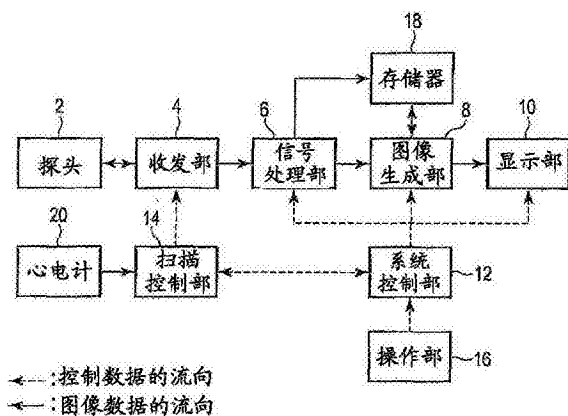 18
存储器
2
4
6
8
10
探头
收发部
信号
处理部
图像
生成部
显示部
20
14
心电计
扫描
控制部
系统
控制部
12
操作部
16
:控制数据的流向
:图像数据的流向